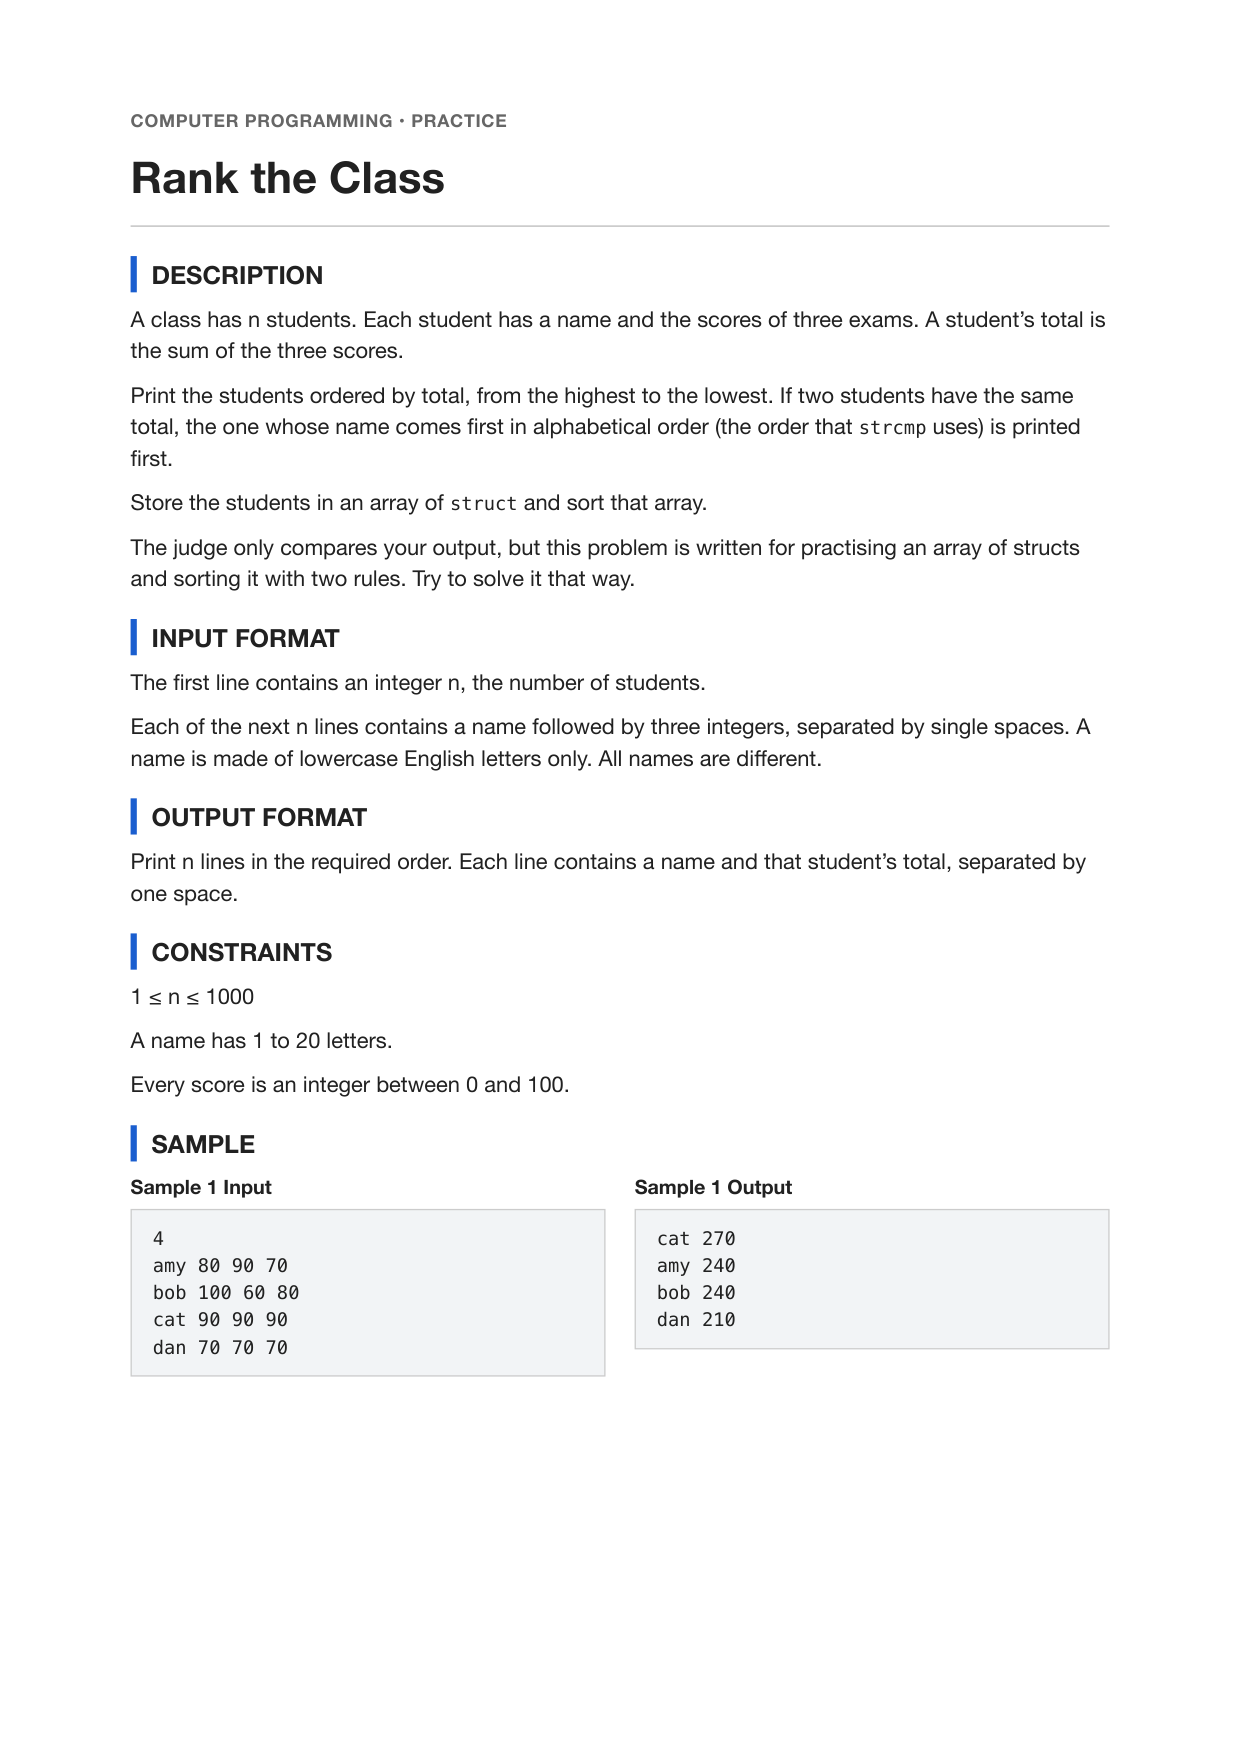 COMPUTER PROGRAMMING • PRACTICE
Rank the Class
DESCRIPTION
A class has n students. Each student has a name and the scores of three exams. A student’s total is
the sum of the three scores.
Print the students ordered by total, from the highest to the lowest. If two students have the same
total, the one whose name comes first in alphabetical order (the order that strcmp uses) is printed
first.
Store the students in an array of struct and sort that array.
The judge only compares your output, but this problem is written for practising an array of structs
and sorting it with two rules. Try to solve it that way.
INPUT FORMAT
The first line contains an integer n, the number of students.
Each of the next n lines contains a name followed by three integers, separated by single spaces. A
name is made of lowercase English letters only. All names are different.
OUTPUT FORMAT
Print n lines in the required order. Each line contains a name and that student’s total, separated by
one space.
CONSTRAINTS
1 ≤ n ≤ 1000
A name has 1 to 20 letters.
Every score is an integer between 0 and 100.
SAMPLE
Sample 1 Input
4
amy 80 90 70
bob 100 60 80
cat 90 90 90
dan 70 70 70
Sample 1 Output
cat 270
amy 240
bob 240
dan 210